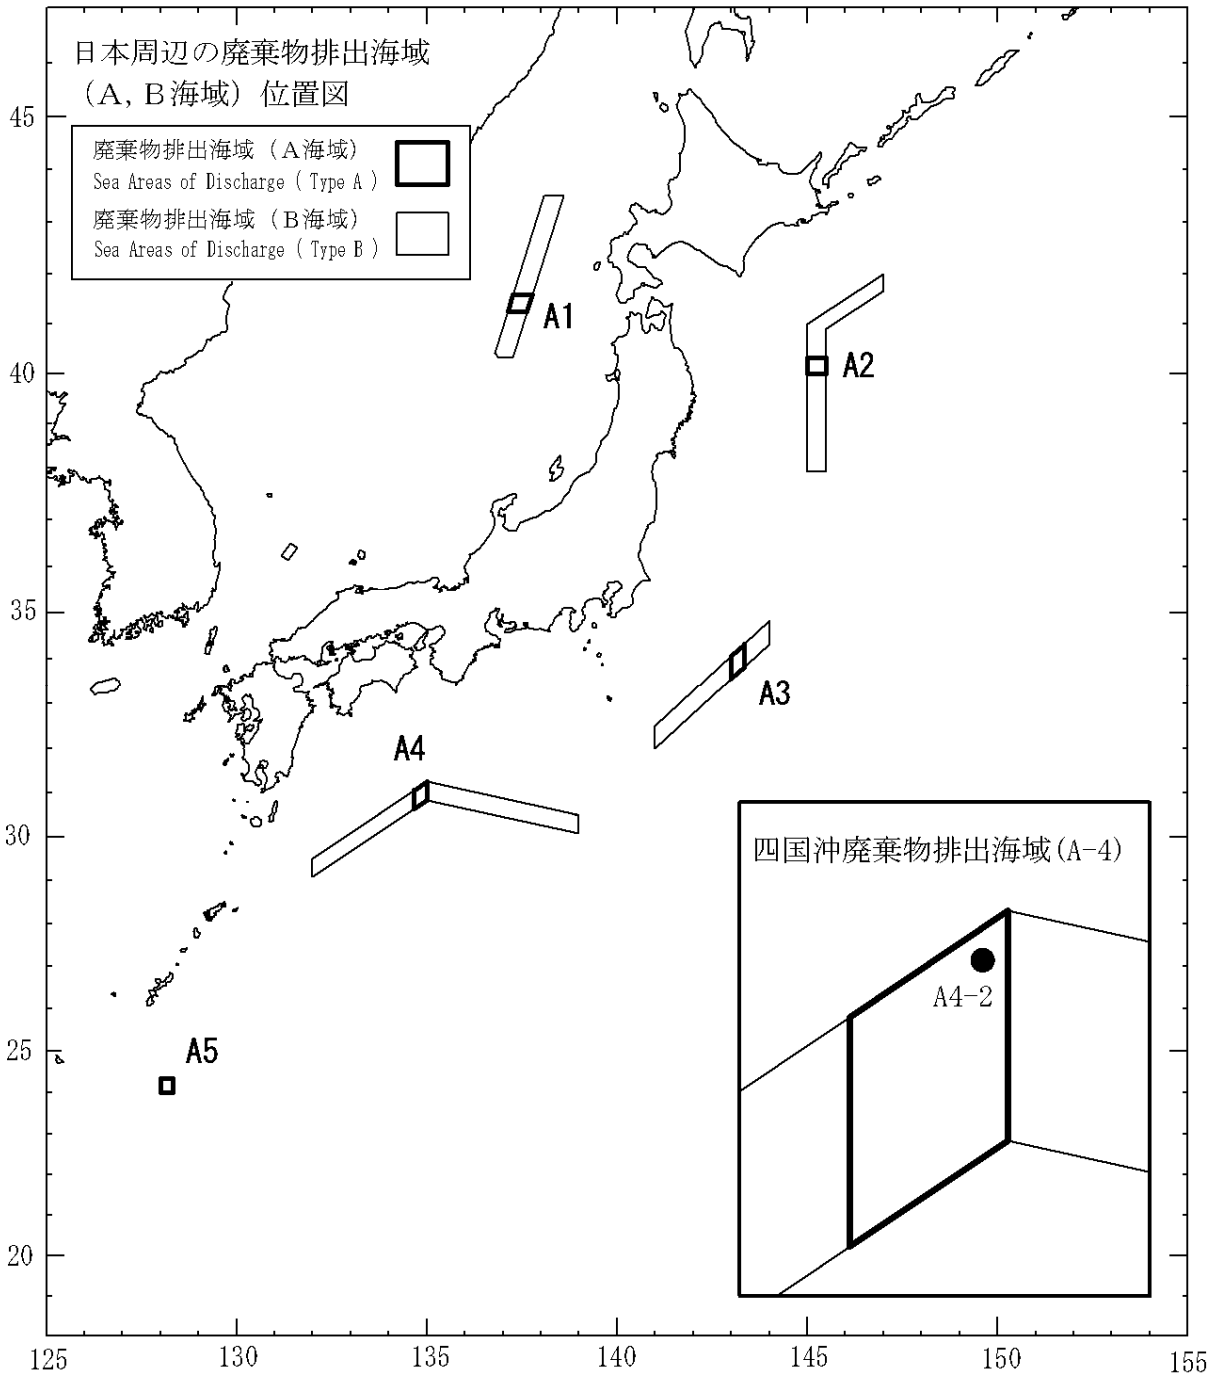 日本周辺の廃棄物排出海域
（A, B海域）位置図
廃棄物排出海域（A海域）
Sea Areas of Discharge ( Type A )
廃棄物排出海域（B海域）
Sea Areas of Discharge ( Type B )
45
40
35
30
25
20
A1
A2
A3
A4
A5
四国沖廃棄物排出海域(A-4)
A4-2
125
130
135
140
145
150
155